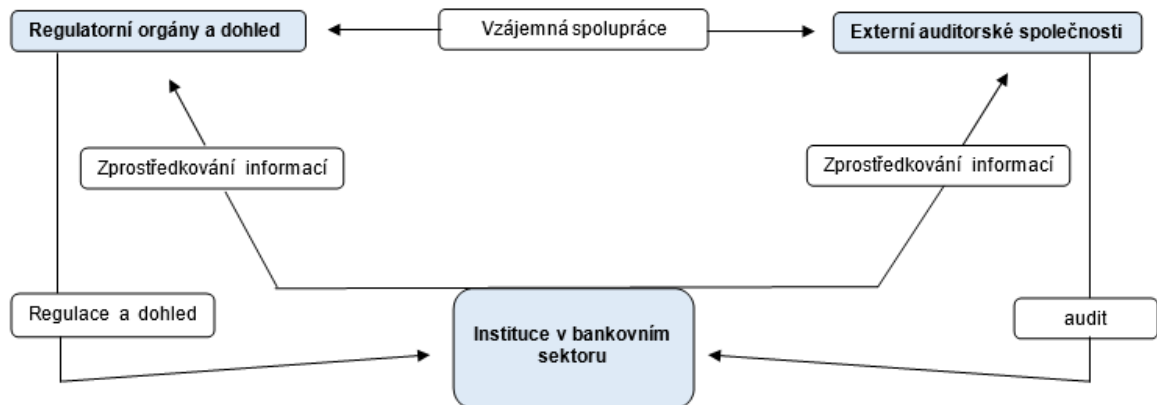 Regulatorní orgány a dohled
Vzájemná spolupráce
Externí auditorské společnosti
Zprostředkování informací
Zprostředkování informací
Regulace a dohled
Instituce v bankovním
sektoru
audit